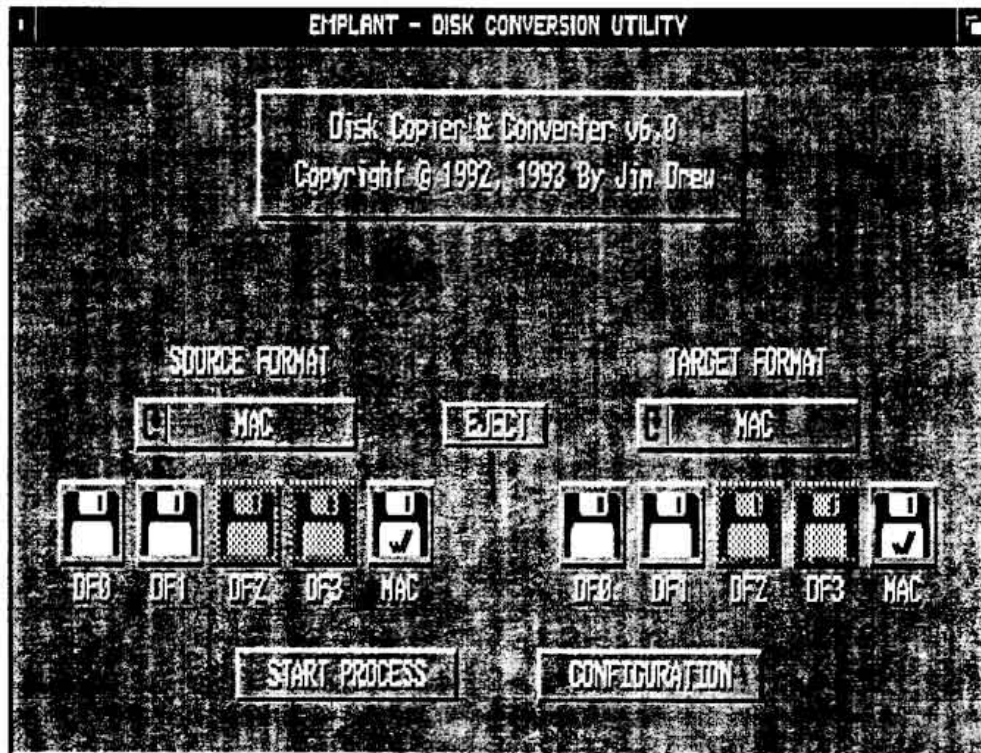 EMPLANT - DISK CONVERSION UTILITY
Disk Copier & Converter v6.0
Copyright @ 1992, 1993 By Jim Drew
SOURCE FORMAT
TARGET FORMAT
MAC
EJECT
MAC
DF0 DF1 DF2 DF3 MAC
DF0 DF1 DF2 DF3 MAC
START PROCESS
CONFIGURATION